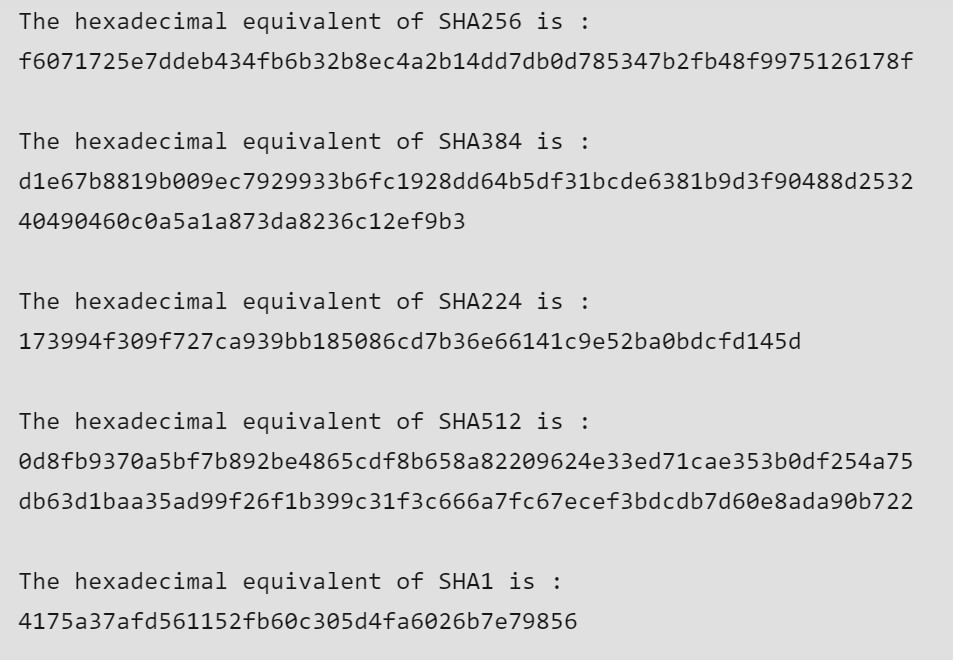 The hexadecimal equivalent of SHA256 is :
f6071725e7ddeb434fb6b32b8ec4a2b14dd7db0d785347b2fb48f9975126178f
The hexadecimal equivalent of SHA384 is :
d1e67b8819b009ec7929933b6fc1928dd64b5df31bcde6381b9d3f90488d2532
40490460c0a5a1a873da8236c12ef9b3
The hexadecimal equivalent of SHA224 is :
173994f309f727ca939bb185086cd7b36e66141c9e52ba0bdcfd145d
The hexadecimal equivalent of SHA512 is :
0d8fb9370a5bf7b892be4865cdf8b658a82209624e33ed71cae353b0df254a75
db63d1baa35ad99f26f1b399c31f3c666a7fc67ecef3bdcdb7d60e8ada90b722
The hexadecimal equivalent of SHA1 is :
4175a37afd561152fb60c305d4fa6026b7e79856